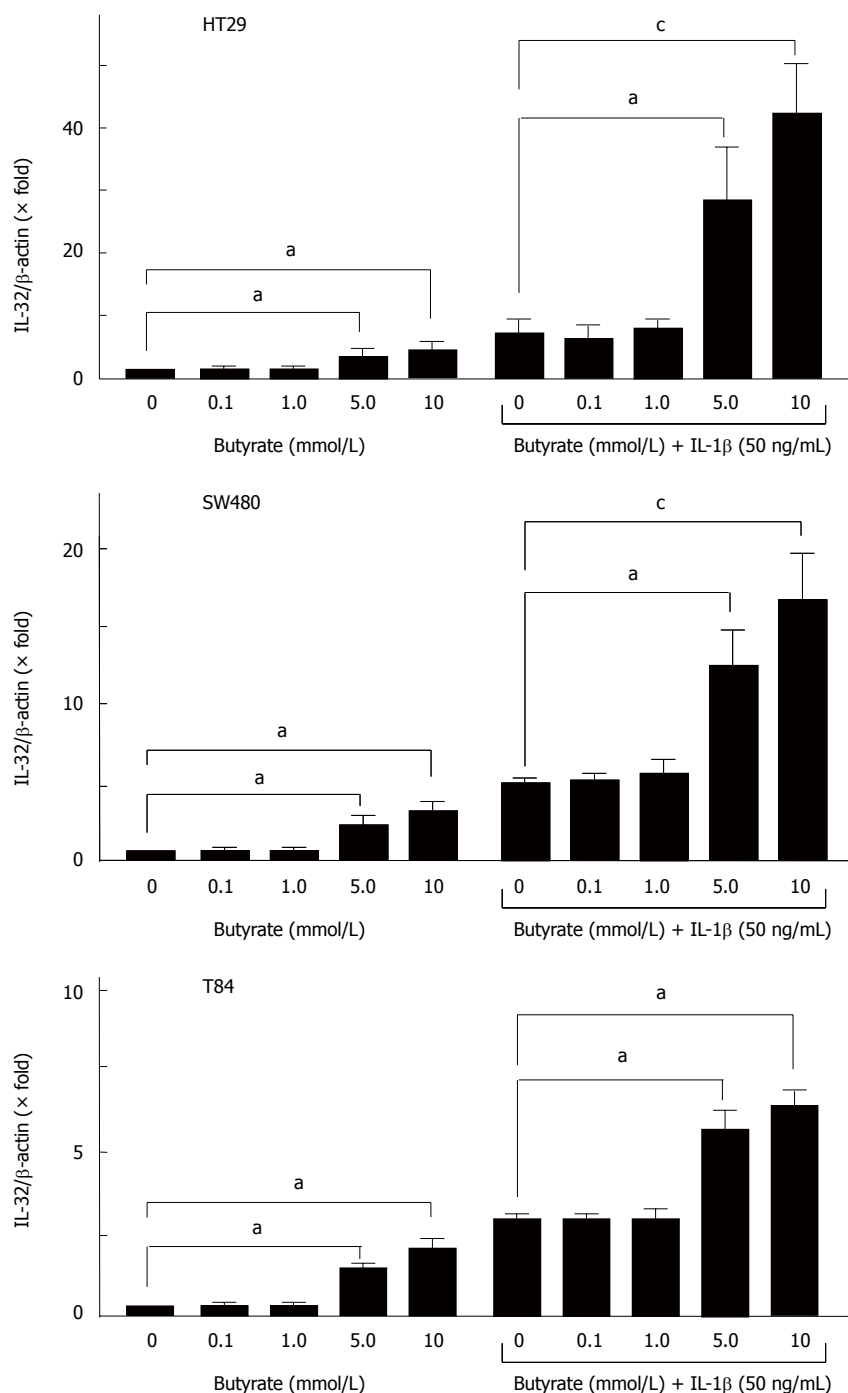 HT29
IL-32/β-actin (× fold)
40
20
0
a
a
a
c
0 0.1 1.0 5.0 10 0 0.1 1.0 5.0 10
Butyrate (mmol/L) Butyrate (mmol/L) + IL-1β (50 ng/mL)
SW480
IL-32/β-actin (× fold)
20
10
0
a
a
a
c
0 0.1 1.0 5.0 10 0 0.1 1.0 5.0 10
Butyrate (mmol/L) Butyrate (mmol/L) + IL-1β (50 ng/mL)
T84
IL-32/β-actin (× fold)
10
5
0
a
a
a
a
0 0.1 1.0 5.0 10 0 0.1 1.0 5.0 10
Butyrate (mmol/L) Butyrate (mmol/L) + IL-1β (50 ng/mL)